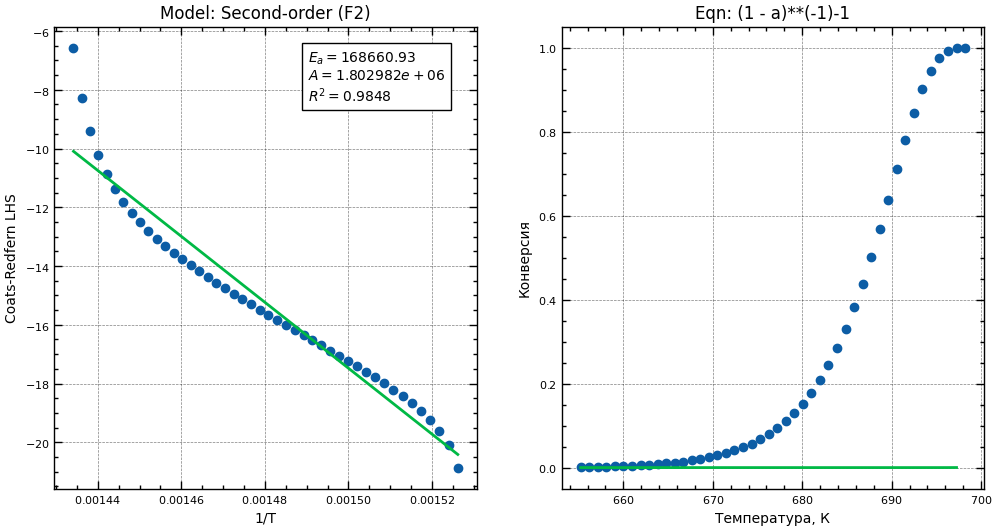 Model: Second-order (F2)
Eqn: (1 - a)**(-1)-1
E_a = 168660.93
A = 1.802982e + 06
R² = 0.9848
−6
−8
−10
−12
−14
−16
−18
−20
Coats-Redfern LHS
0.00144
0.00146
0.00148
0.00150
0.00152
1/T
1.0
0.8
0.6
0.4
0.2
0.0
Конверсия
660
670
680
690
700
Температура, К